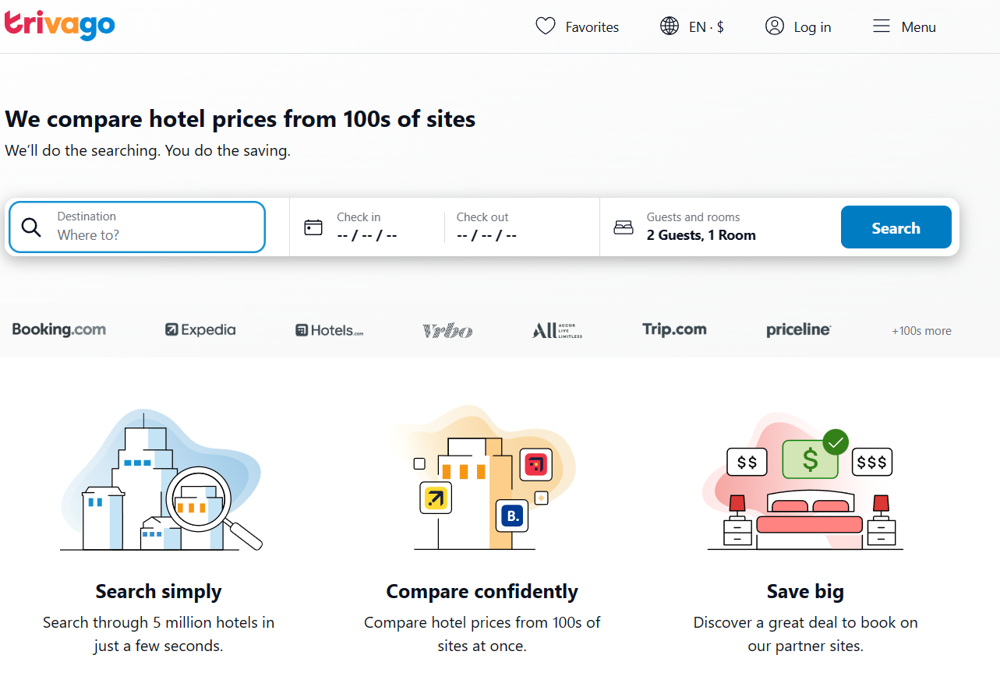 trivago
Favorites
EN · $
Log in
Menu
We compare hotel prices from 100s of sites
We’ll do the searching. You do the saving.
Destination
Where to?
Check in
-- / -- / --
Check out
-- / -- / --
Guests and rooms
2 Guests, 1 Room
Search
Booking.com
Expedia
Hotels.com
Vrbo
ALL ACCOR LIVE LIMITLESS
Trip.com
priceline
+100s more
B.
$$
$
$$$
Search simply
Search through 5 million hotels in
just a few seconds.
Compare confidently
Compare hotel prices from 100s of
sites at once.
Save big
Discover a great deal to book on
our partner sites.